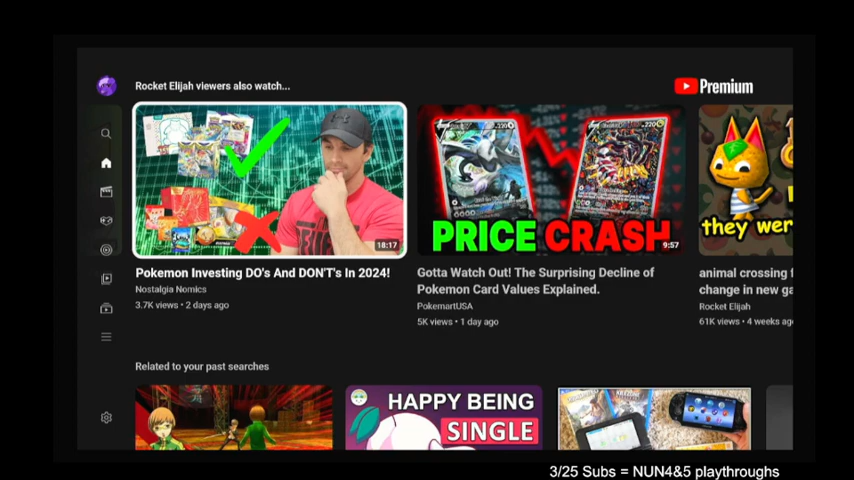 Rocket Elijah viewers also watch...
Premium
220
220
PRICE CRASH
they wer
18:17
9:57
Pokemon Investing DO's And DON'T's In 2024!
Nostalgia Nomics
3.7K views • 2 days ago
Gotta Watch Out! The Surprising Decline of
Pokemon Card Values Explained.
PokemartUSA
5K views • 1 day ago
animal crossing f
change in new ga
Rocket Elijah
61K views • 4 weeks ago
Related to your past searches
HAPPY BEING
SINGLE
3/25 Subs = NUN4&5 playthroughs